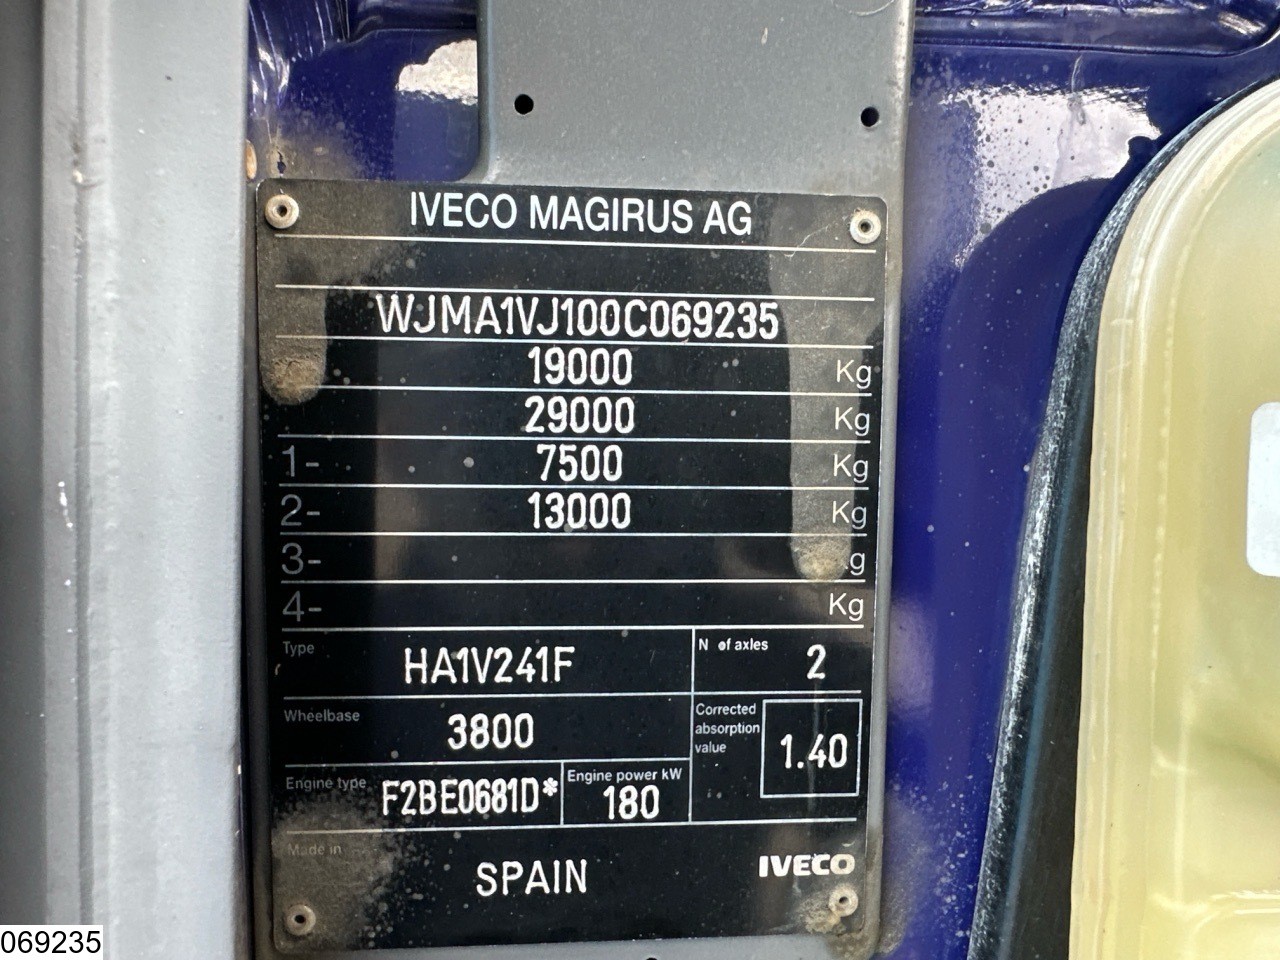 IVECO MAGIRUS AG
WJMA1VJ100C069235
19000 Kg
29000 Kg
1- 7500 Kg
2- 13000 Kg
3- g
4- Kg
Type HA1V241F N of axles 2
Wheelbase 3800 Corrected absorption value 1.40
Engine type F2BE0681D* Engine power kW 180
Made in SPAIN IVECO
069235